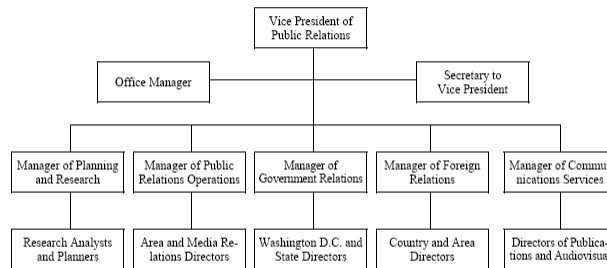 Vice President of
Public Relations
Office Manager
Secretary to
Vice President
Manager of Planning
and Research
Manager of Public
Relations Operations
Manager of
Government Relations
Manager of Foreign
Relations
Manager of Commu-
nications Services
Research Analysts
and Planners
Area and Media Re-
lations Directors
Washington D.C. and
State Directors
Country and Area
Directors
Directors of Publica-
tions and Audiovisua